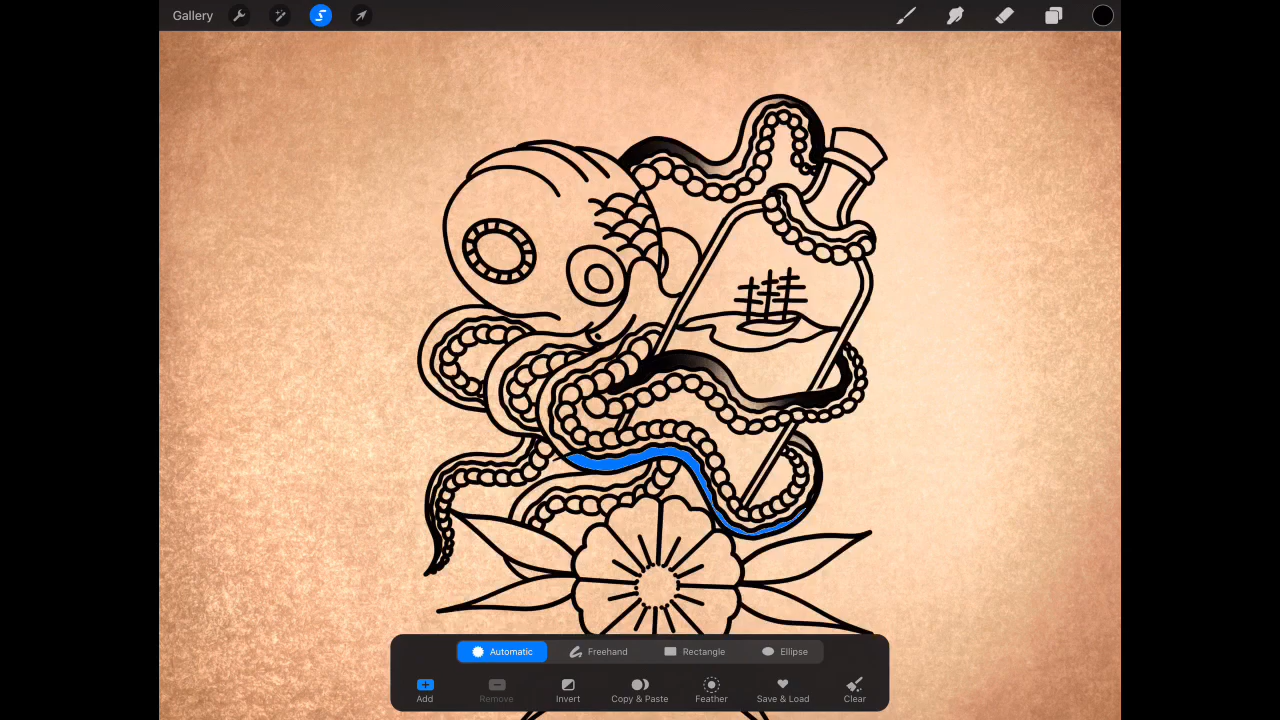 Gallery
Automatic Freehand Rectangle Ellipse
Add Remove Invert Copy & Paste Feather Save & Load Clear